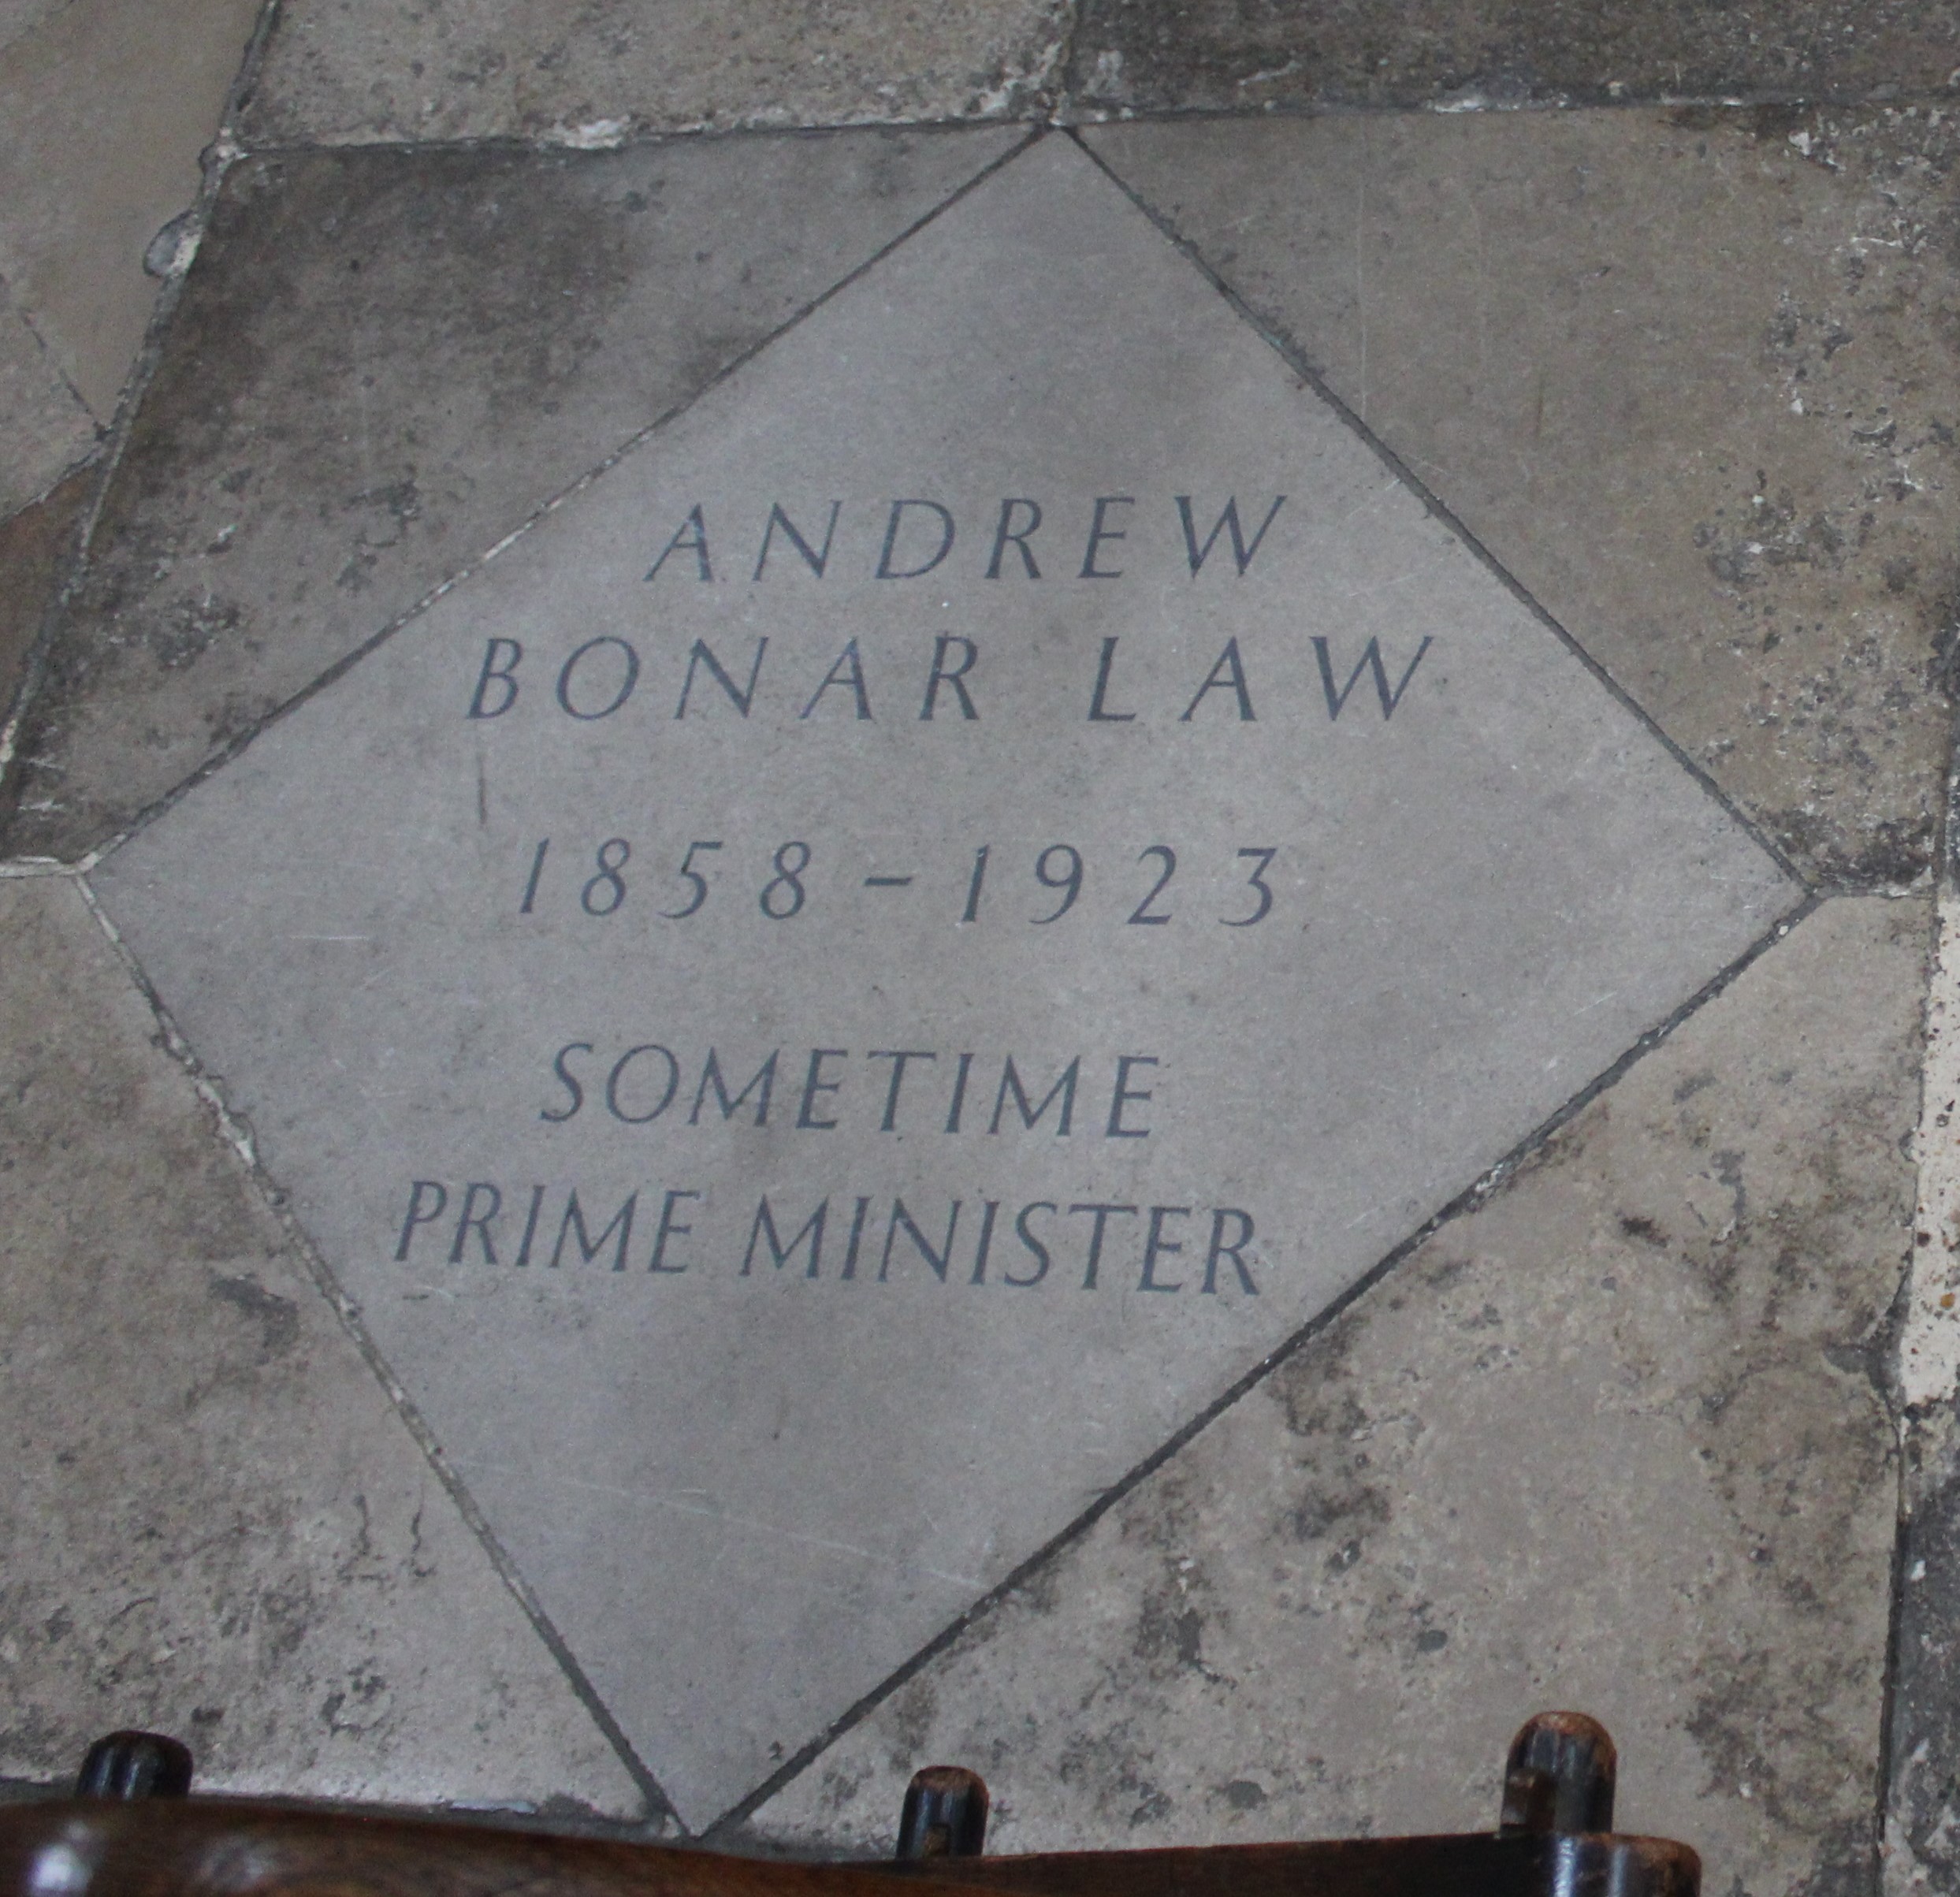 ANDREW
BONAR LAW
1858-1923
SOMETIME
PRIME MINISTER